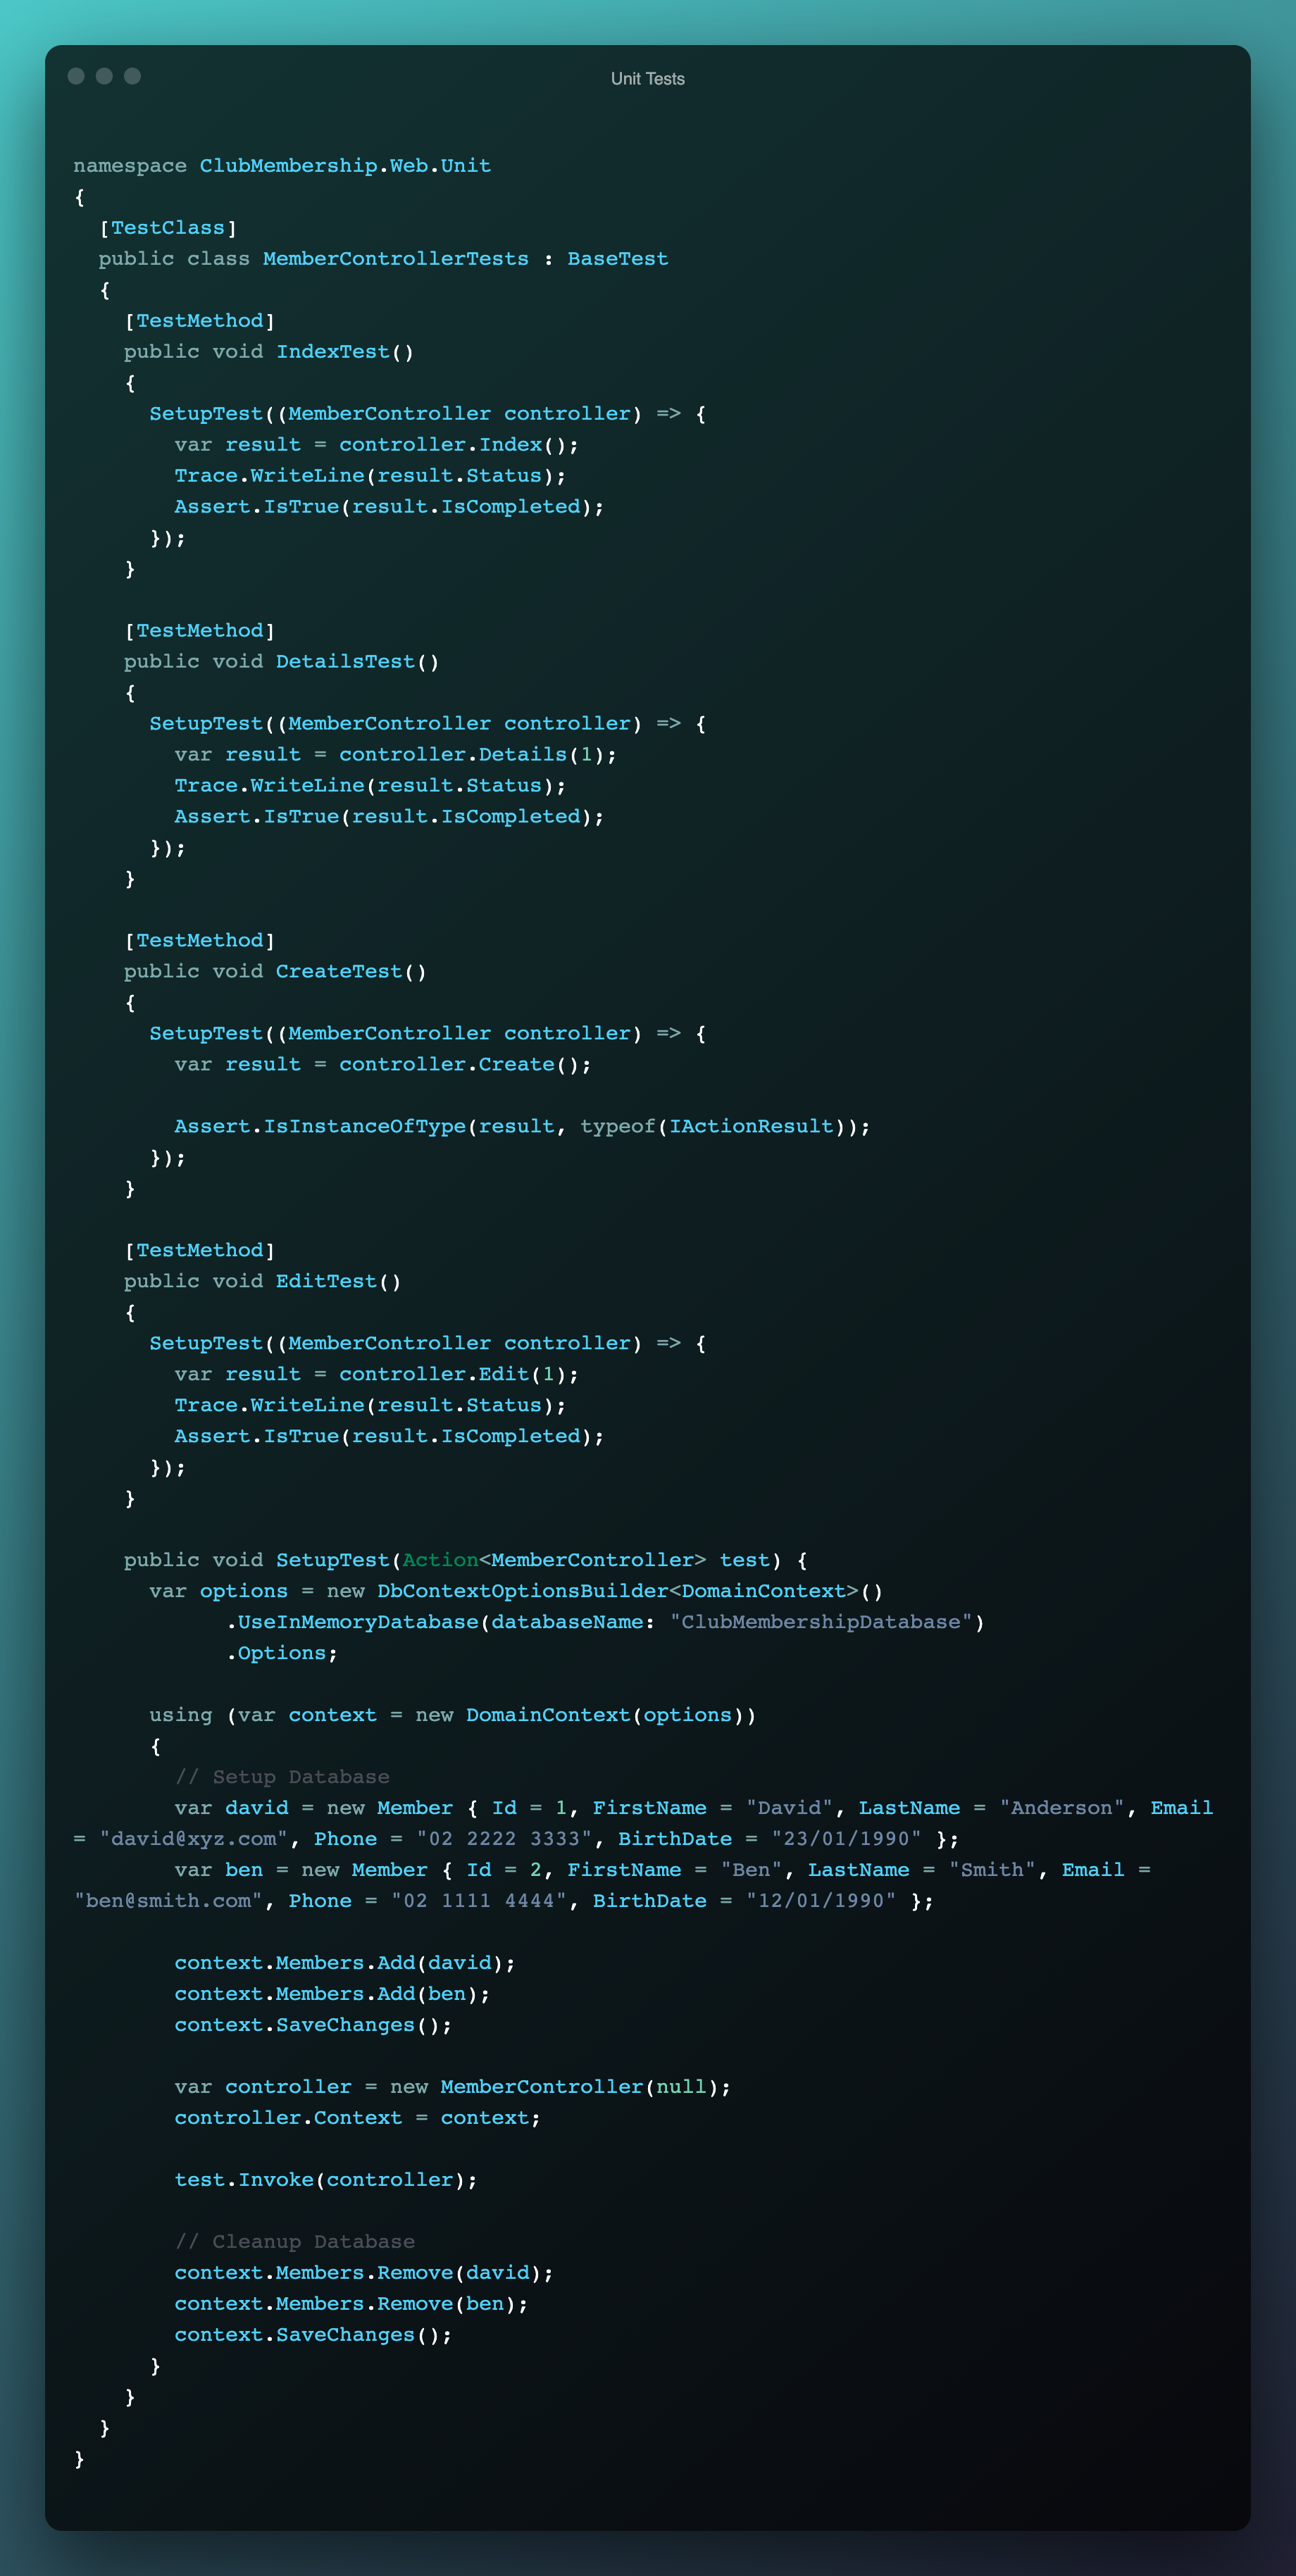 Unit Tests
namespace ClubMembership.Web.Unit
{
  [TestClass]
  public class MemberControllerTests : BaseTest
  {
    [TestMethod]
    public void IndexTest()
    {
      SetupTest((MemberController controller) => {
        var result = controller.Index();
        Trace.WriteLine(result.Status);
        Assert.IsTrue(result.IsCompleted);
      });
    }

    [TestMethod]
    public void DetailsTest()
    {
      SetupTest((MemberController controller) => {
        var result = controller.Details(1);
        Trace.WriteLine(result.Status);
        Assert.IsTrue(result.IsCompleted);
      });
    }

    [TestMethod]
    public void CreateTest()
    {
      SetupTest((MemberController controller) => {
        var result = controller.Create();

        Assert.IsInstanceOfType(result, typeof(IActionResult));
      });
    }

    [TestMethod]
    public void EditTest()
    {
      SetupTest((MemberController controller) => {
        var result = controller.Edit(1);
        Trace.WriteLine(result.Status);
        Assert.IsTrue(result.IsCompleted);
      });
    }

    public void SetupTest(Action<MemberController> test) {
      var options = new DbContextOptionsBuilder<DomainContext>()
            .UseInMemoryDatabase(databaseName: "ClubMembershipDatabase")
            .Options;

      using (var context = new DomainContext(options))
      {
        // Setup Database
        var david = new Member { Id = 1, FirstName = "David", LastName = "Anderson", Email
= "david@xyz.com", Phone = "02 2222 3333", BirthDate = "23/01/1990" };
        var ben = new Member { Id = 2, FirstName = "Ben", LastName = "Smith", Email =
"ben@smith.com", Phone = "02 1111 4444", BirthDate = "12/01/1990" };

        context.Members.Add(david);
        context.Members.Add(ben);
        context.SaveChanges();

        var controller = new MemberController(null);
        controller.Context = context;

        test.Invoke(controller);

        // Cleanup Database
        context.Members.Remove(david);
        context.Members.Remove(ben);
        context.SaveChanges();
      }
    }
  }
}